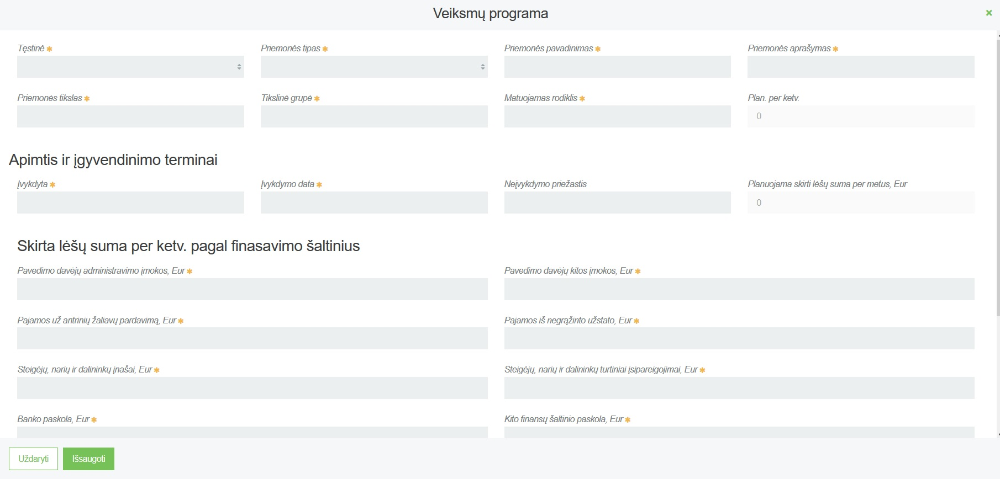 Veiksmų programa
Tęstinė ✱
Priemonės tipas ✱
Priemonės pavadinimas ✱
Priemonės aprašymas ✱
Priemonės tikslas ✱
Tikslinė grupė ✱
Matuojamas rodiklis ✱
Plan. per ketv.
0
Apimtis ir įgyvendinimo terminai
Įvykdyta ✱
Įvykdymo data ✱
Neįvykdymo priežastis
Planuojama skirti lėšų suma per metus, Eur
0
Skirta lėšų suma per ketv. pagal finasavimo šaltinius
Pavedimo davėjų administravimo įmokos, Eur ✱
Pavedimo davėjų kitos įmokos, Eur ✱
Pajamos už antrinių žaliavų pardavimą, Eur ✱
Pajamos iš negrąžinto užstato, Eur ✱
Steigėjų, narių ir dalininkų įnašai, Eur ✱
Steigėjų, narių ir dalininkų turtiniai įsipareigojimai, Eur ✱
Banko paskola, Eur ✱
Kito finansų šaltinio paskola, Eur ✱
Uždaryti
Išsaugoti